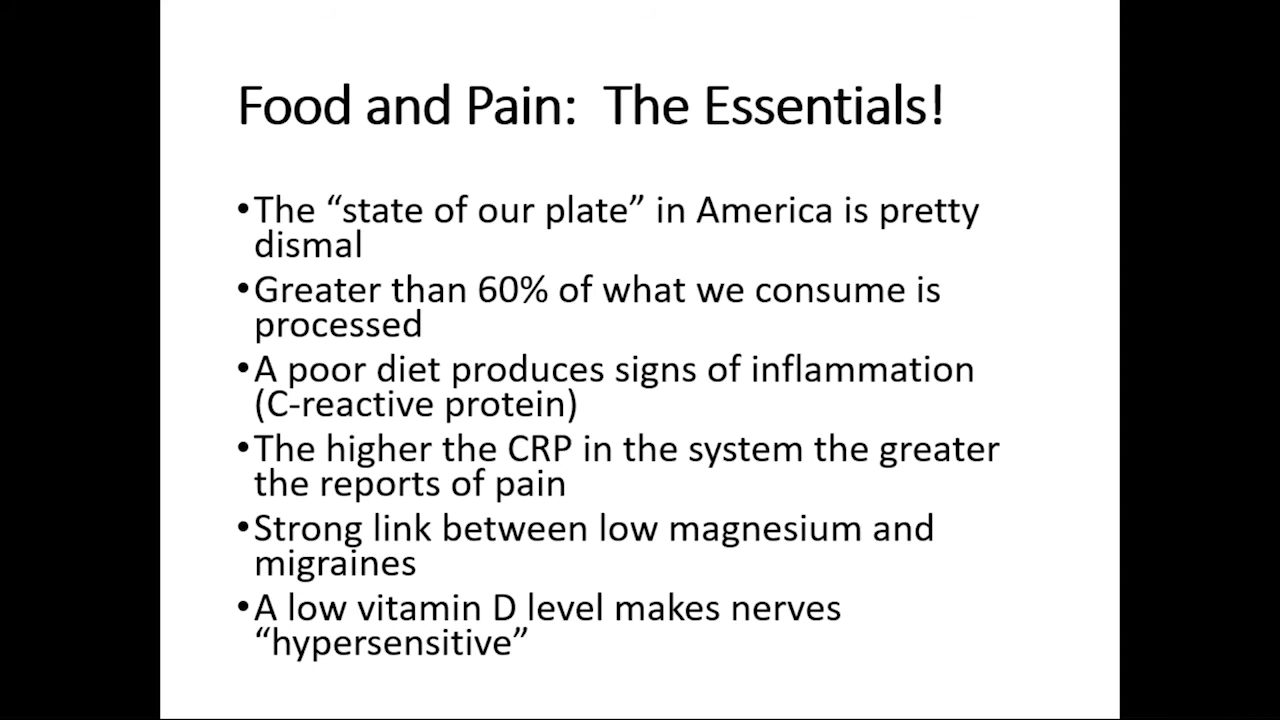 Food and Pain:  The Essentials!
•The “state of our plate” in America is pretty
dismal
•Greater than 60% of what we consume is
processed
•A poor diet produces signs of inflammation
(C-reactive protein)
•The higher the CRP in the system the greater
the reports of pain
•Strong link between low magnesium and
migraines
•A low vitamin D level makes nerves
“hypersensitive”